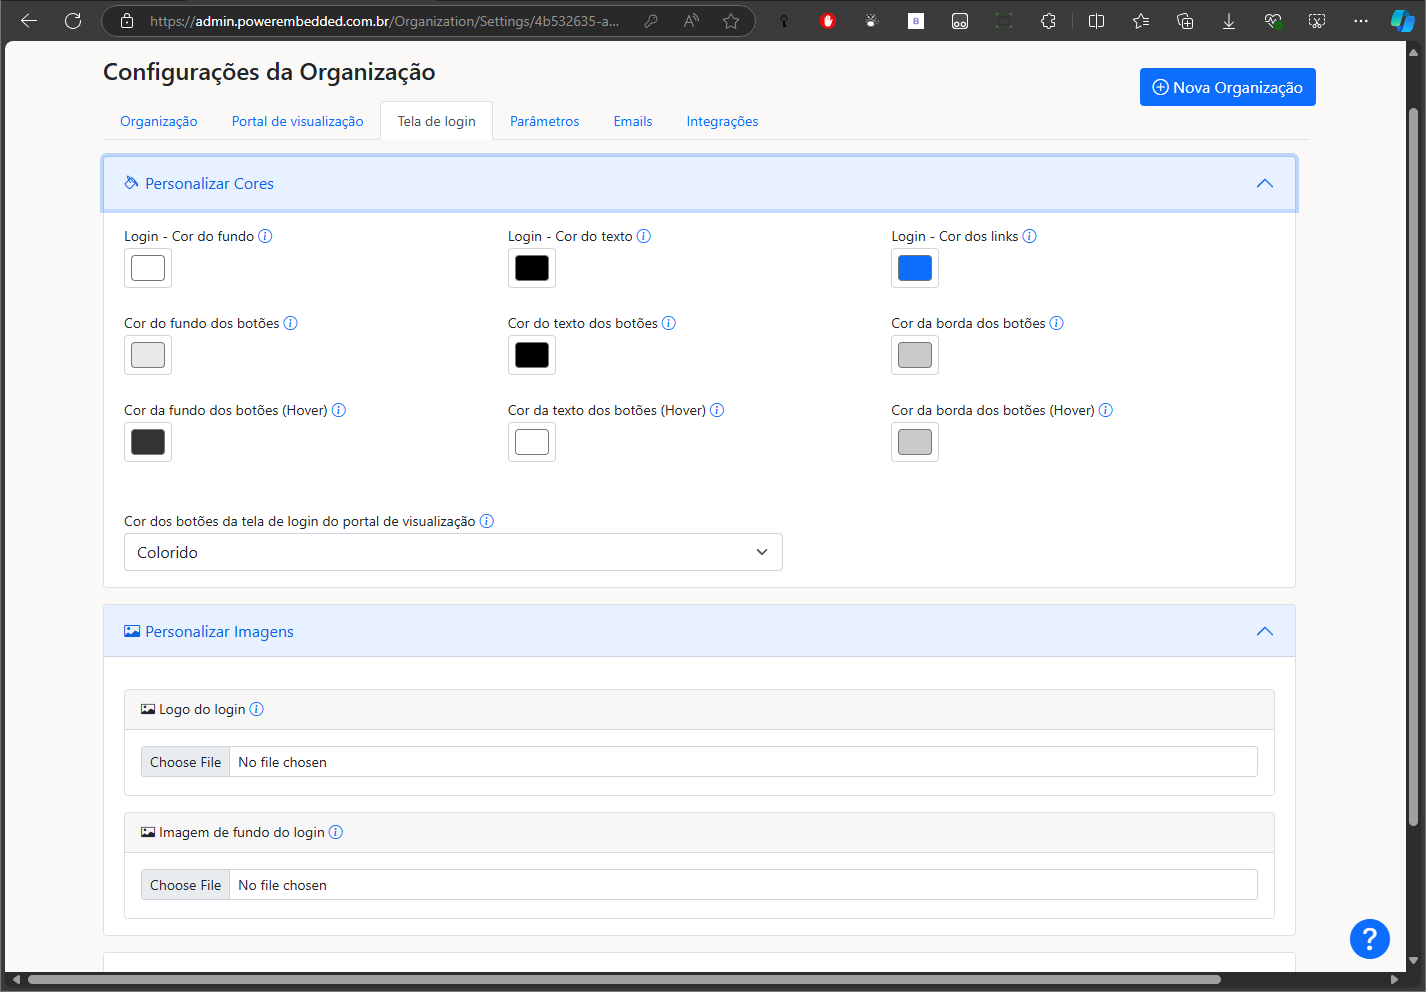 https://admin.powerembedded.com.br/Organization/Settings/4b532635-a...
Configurações da Organização
Nova Organização
Organização
Portal de visualização
Tela de login
Parâmetros
Emails
Integrações
Personalizar Cores
Login - Cor do fundo
Login - Cor do texto
Login - Cor dos links
Cor do fundo dos botões
Cor do texto dos botões
Cor da borda dos botões
Cor da fundo dos botões (Hover)
Cor da texto dos botões (Hover)
Cor da borda dos botões (Hover)
Cor dos botões da tela de login do portal de visualização
Colorido
Personalizar Imagens
Logo do login
Choose File No file chosen
Imagem de fundo do login
Choose File No file chosen
?